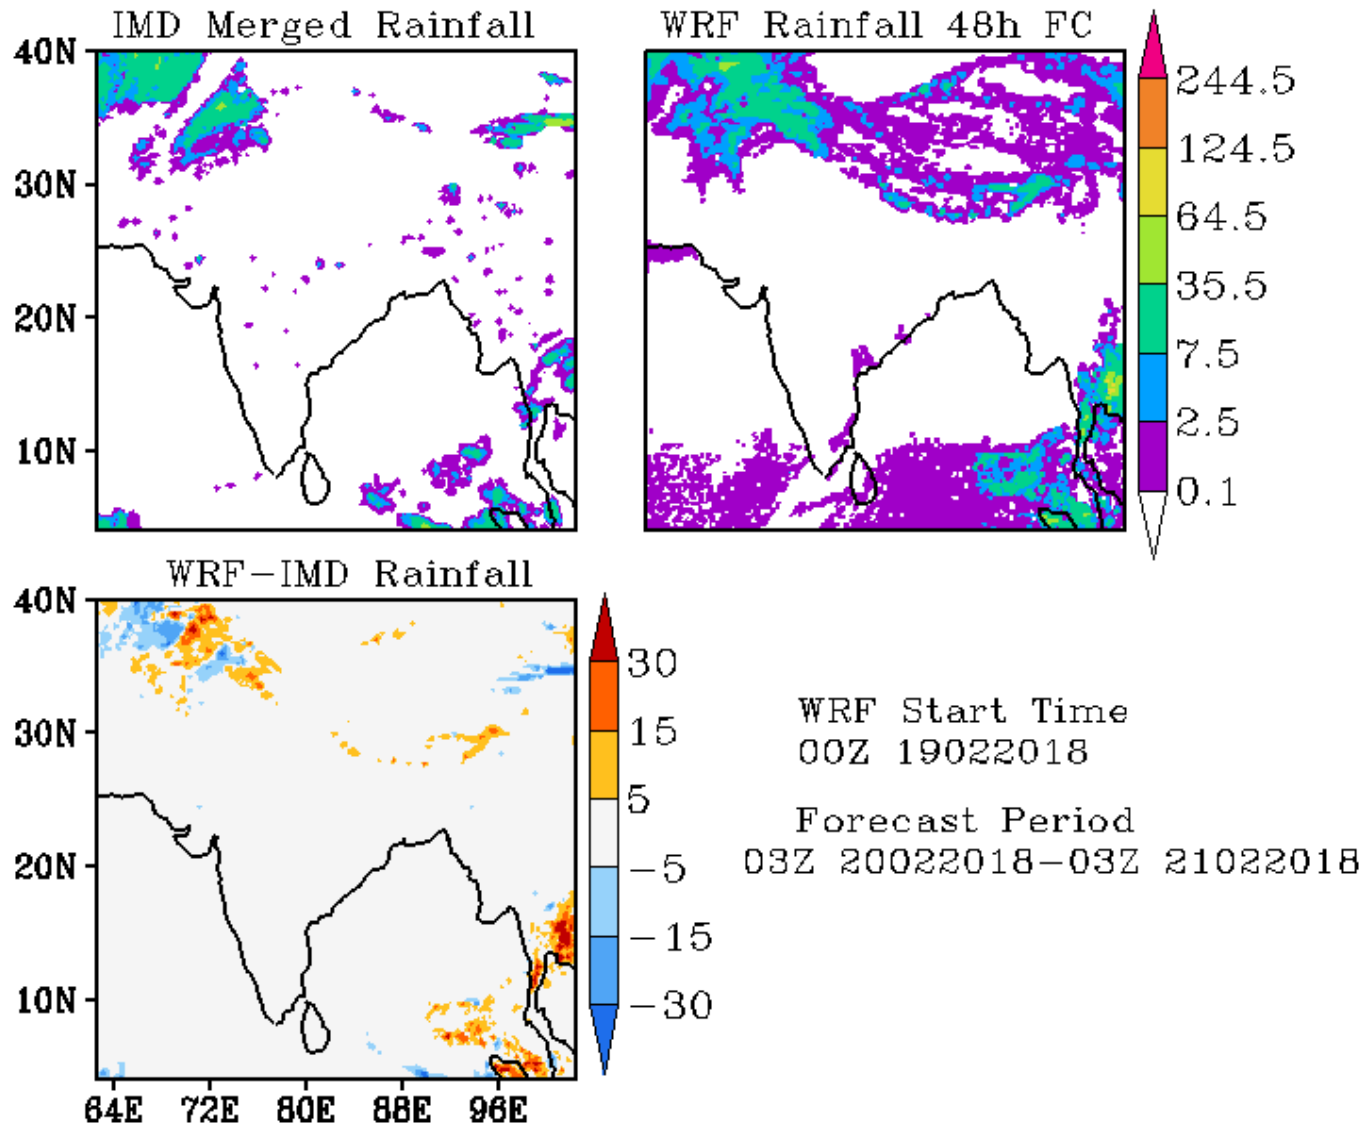 IMD Merged Rainfall
WRF Rainfall 48h FC
40N
30N
20N
10N
244.5
124.5
64.5
35.5
7.5
2.5
0.1
WRF-IMD Rainfall
40N
30N
20N
10N
64E 72E 80E 88E 96E
30
15
5
-5
-15
-30
WRF Start Time
00Z 19022018
Forecast Period
03Z 20022018-03Z 21022018